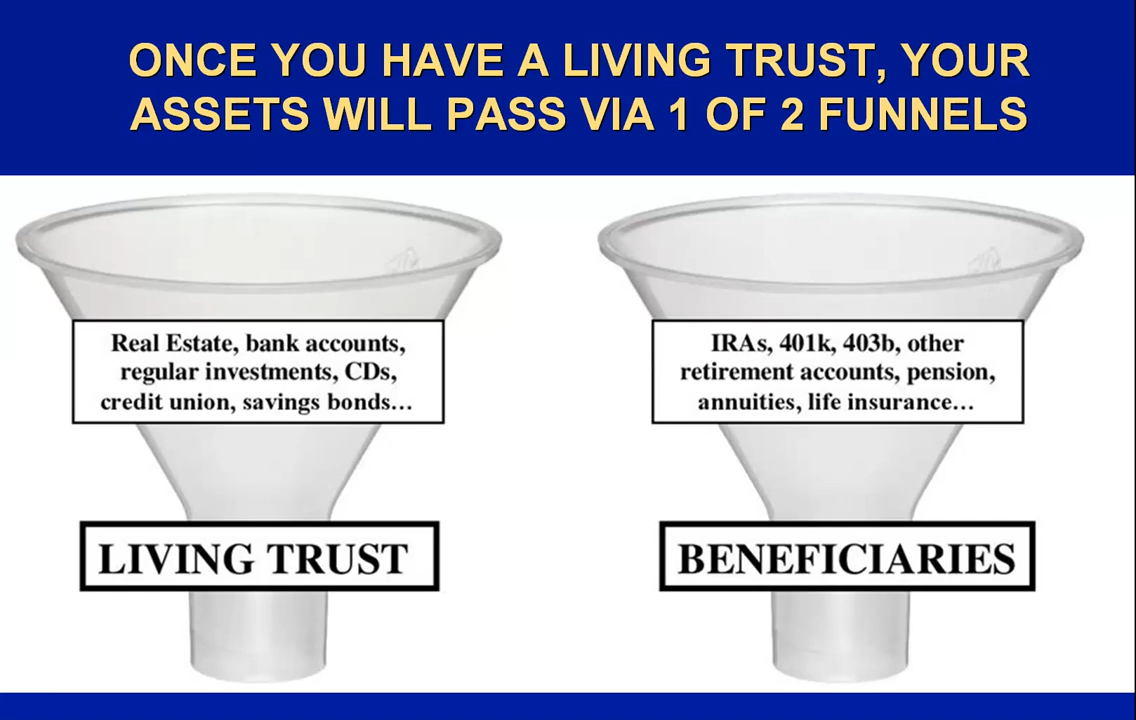 ONCE YOU HAVE A LIVING TRUST, YOUR
ASSETS WILL PASS VIA 1 OF 2 FUNNELS
Real Estate, bank accounts,
regular investments, CDs,
credit union, savings bonds…
LIVING TRUST
IRAs, 401k, 403b, other
retirement accounts, pension,
annuities, life insurance…
BENEFICIARIES